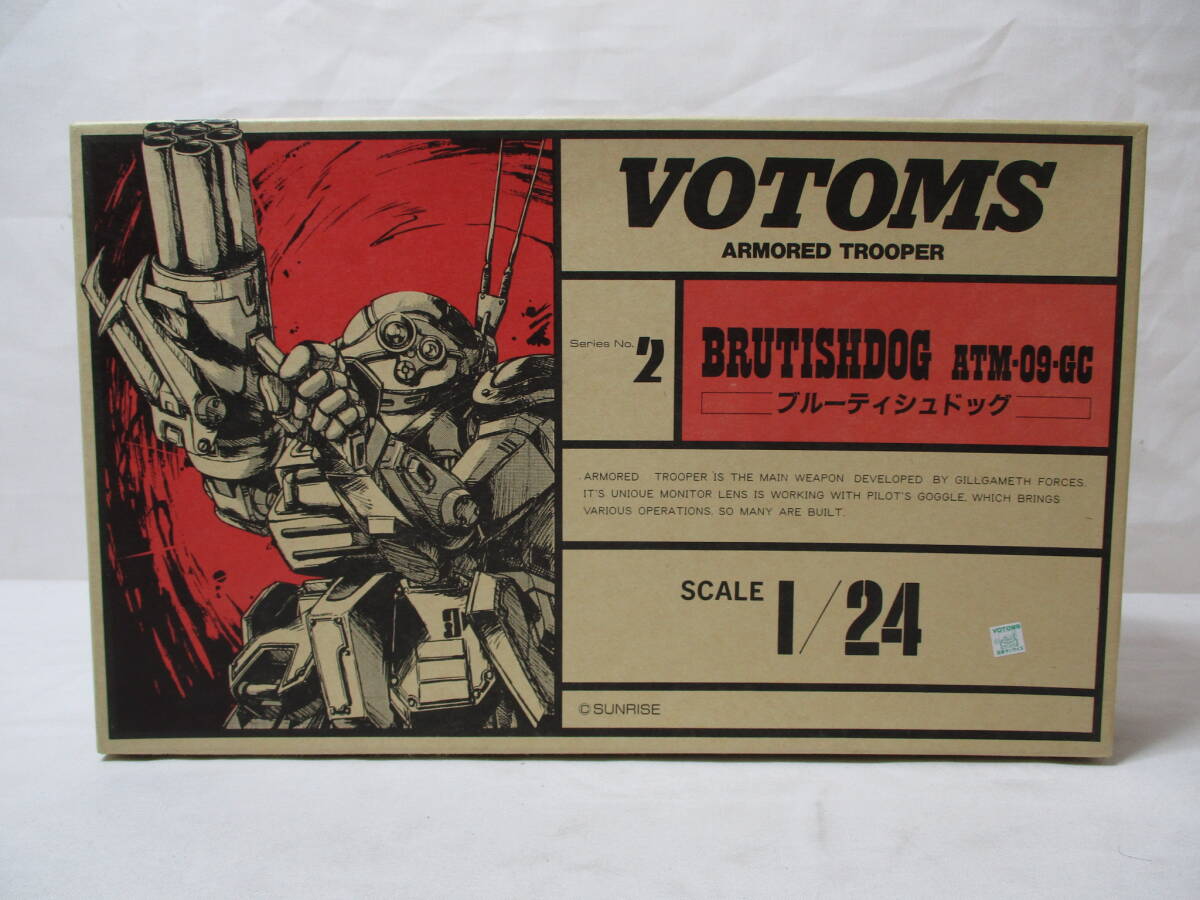 VOTOMS
ARMORED TROOPER
Series No. 2
BRUTISHDOG ATM-09-GC
ブルーティシュドッグ
ARMORED TROOPER IS THE MAIN WEAPON DEVELOPED BY GILLGAMETH FORCES.
IT'S UNIOUE MONITOR LENS IS WORKING WITH PILOT'S GOGGLE. WHICH BRINGS
VARIOUS OPERATIONS. SO MANY ARE BUILT.
SCALE 1/24
VOTOMS
©SUNRISE